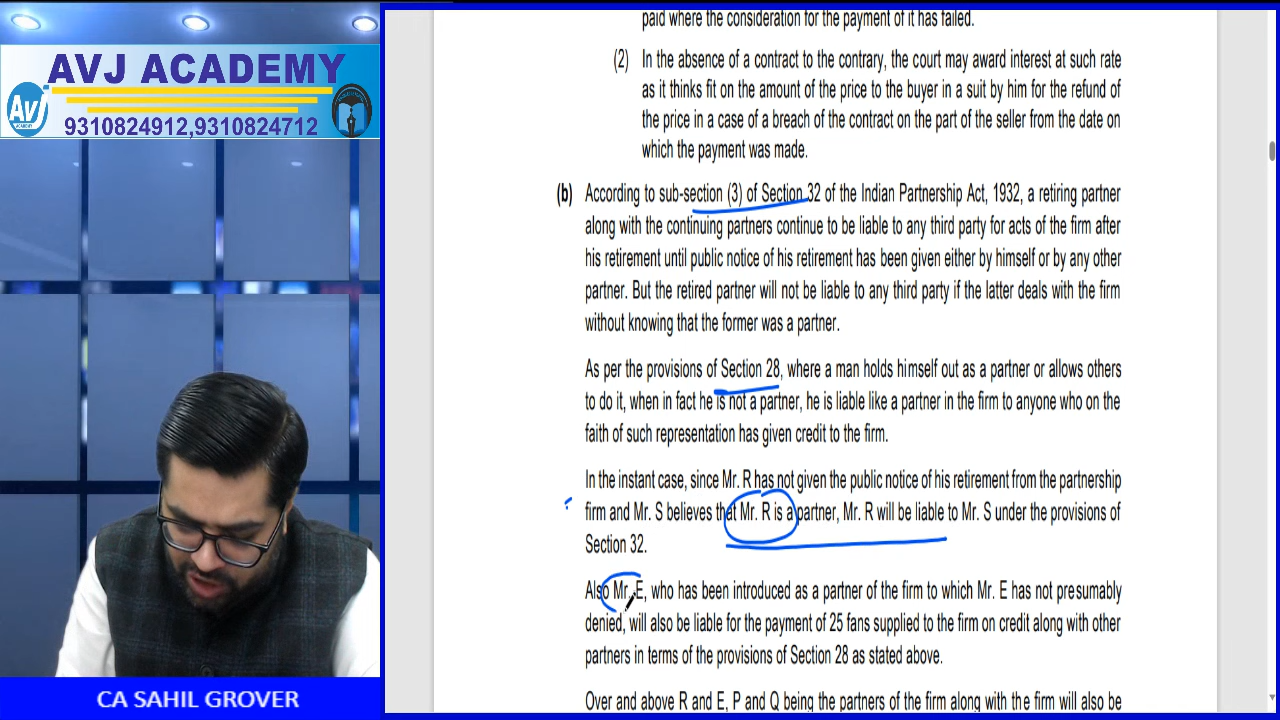 AVJ ACADEMY
AVJ
ACADEMY
9310824912,9310824712
paid where the consideration for the payment of it has failed.
(2) In the absence of a contract to the contrary, the court may award interest at such rate
as it thinks fit on the amount of the price to the buyer in a suit by him for the refund of
the price in a case of a breach of the contract on the part of the seller from the date on
which the payment was made.
(b) According to sub-section (3) of Section 32 of the Indian Partnership Act, 1932, a retiring partner
along with the continuing partners continue to be liable to any third party for acts of the firm after
his retirement until public notice of his retirement has been given either by himself or by any other
partner. But the retired partner will not be liable to any third party if the latter deals with the firm
without knowing that the former was a partner.
As per the provisions of Section 28, where a man holds himself out as a partner or allows others
to do it, when in fact he is not a partner, he is liable like a partner in the firm to anyone who on the
faith of such representation has given credit to the firm.
In the instant case, since Mr. R has not given the public notice of his retirement from the partnership
firm and Mr. S believes that Mr. R is a partner, Mr. R will be liable to Mr. S under the provisions of
Section 32.
Also Mr. E, who has been introduced as a partner of the firm to which Mr. E has not presumably
denied, will also be liable for the payment of 25 fans supplied to the firm on credit along with other
partners in terms of the provisions of Section 28 as stated above.
Over and above R and E, P and Q being the partners of the firm along with the firm will also be
CA SAHIL GROVER